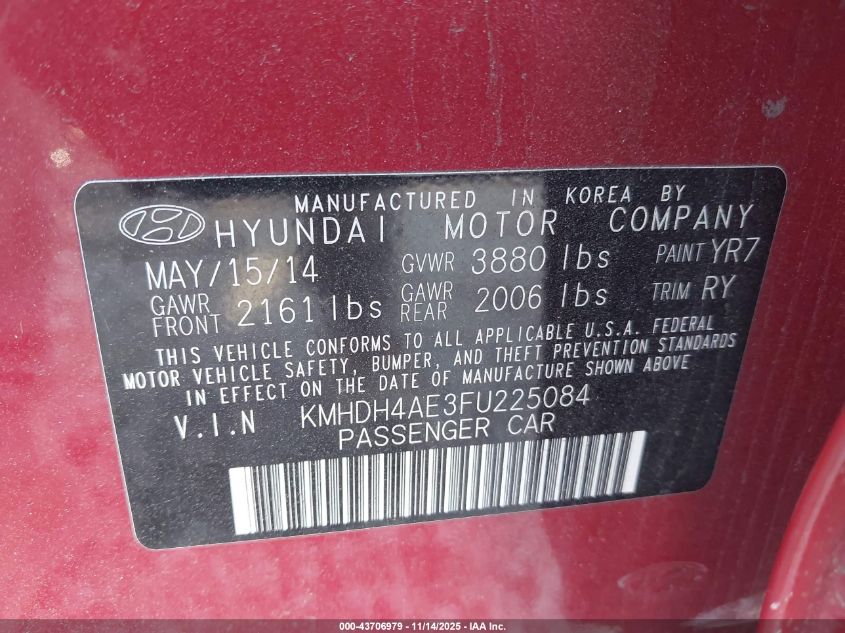 MANUFACTURED IN KOREA BY
HYUNDAI MOTOR COMPANY
MAY/15/14 GVWR 3880 lbs PAINT YR7
GAWR FRONT 2161 lbs GAWR REAR 2006 lbs TRIM RY
THIS VEHICLE CONFORMS TO ALL APPLICABLE U.S.A. FEDERAL
MOTOR VEHICLE SAFETY, BUMPER, AND THEFT PREVENTION STANDARDS
IN EFFECT ON THE DATE OF MANUFACTURE SHOWN ABOVE
V.I.N KMHDH4AE3FU225084
PASSENGER CAR
000-43706979 - 11/14/2025 - IAA Inc.